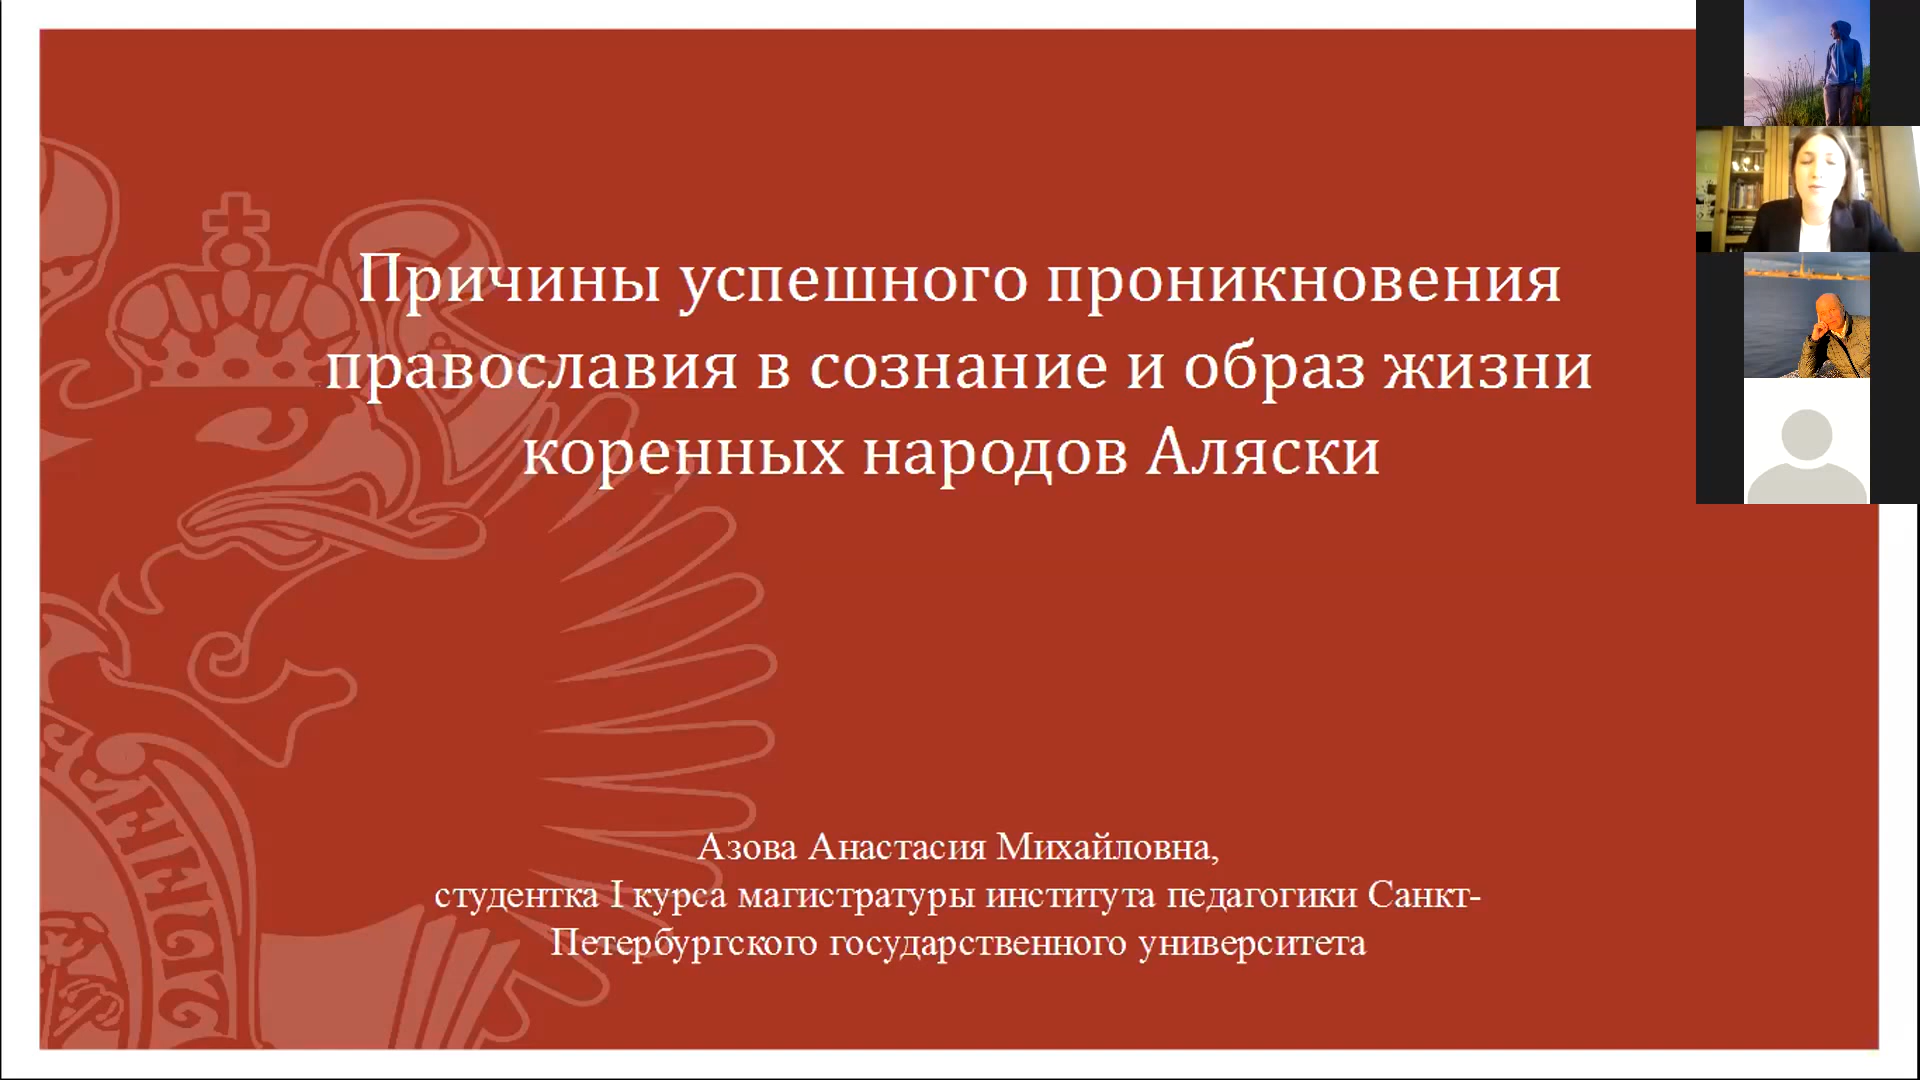 Причины успешного проникновения
православия в сознание и образ жизни
коренных народов Аляски
Азова Анастасия Михайловна,
студентка I курса магистратуры института педагогики Санкт-
Петербургского государственного университета